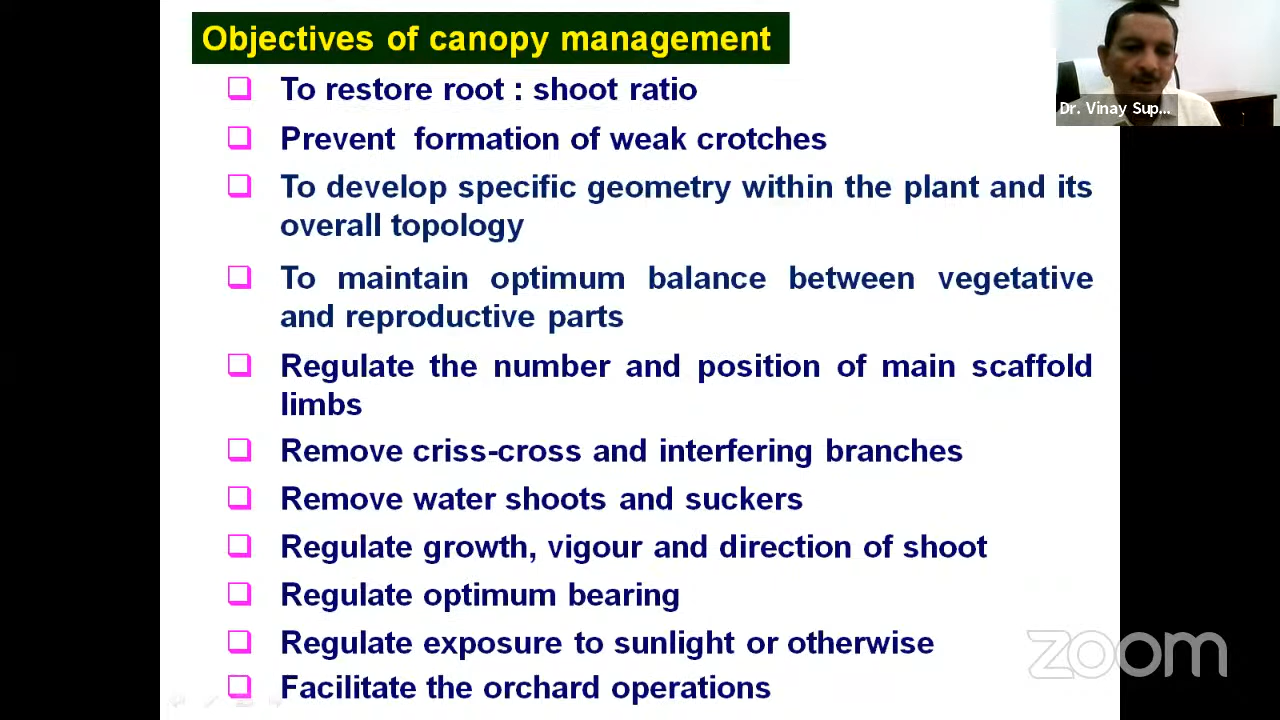 Objectives of canopy management
To restore root : shoot ratio
Prevent formation of weak crotches
To develop specific geometry within the plant and its
overall topology
To maintain optimum balance between vegetative
and reproductive parts
Regulate the number and position of main scaffold
limbs
Remove criss-cross and interfering branches
Remove water shoots and suckers
Regulate growth, vigour and direction of shoot
Regulate optimum bearing
Regulate exposure to sunlight or otherwise
Facilitate the orchard operations
Dr. Vinay Sup...
zoom